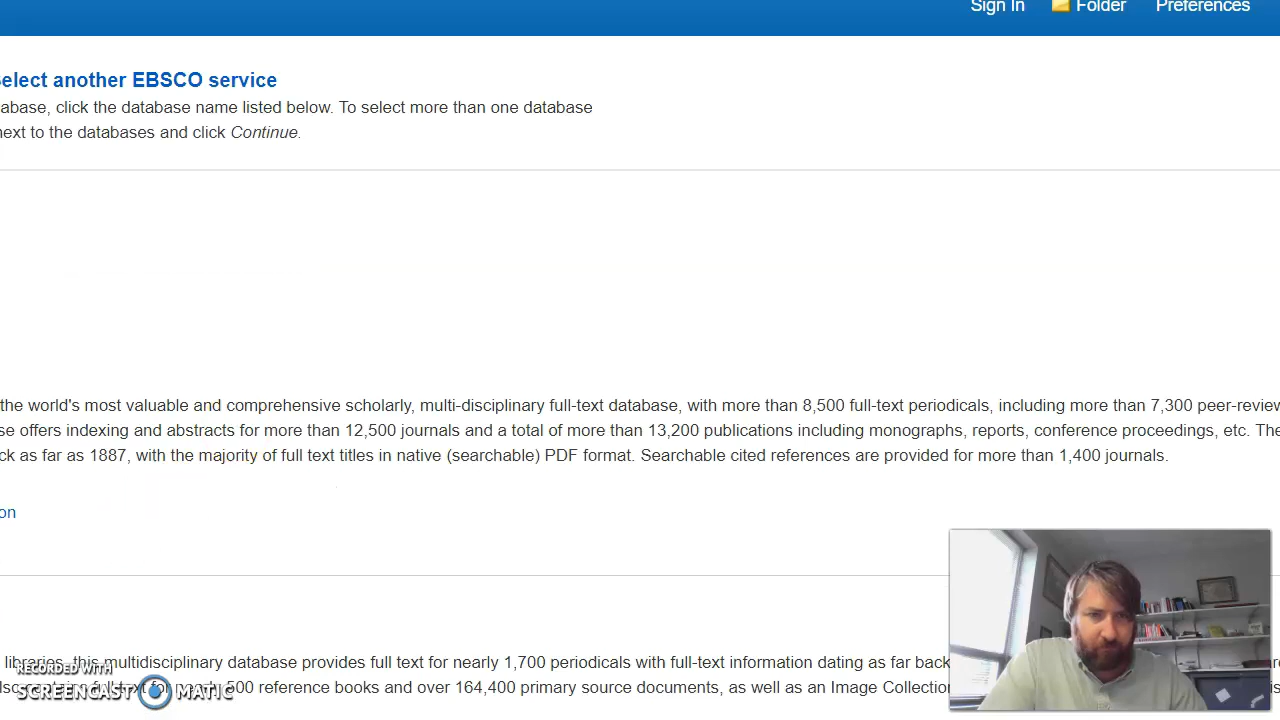 Sign In Folder Preferences
elect another EBSCO service
abase, click the database name listed below. To select more than one database
next to the databases and click Continue.
the world's most valuable and comprehensive scholarly, multi-disciplinary full-text database, with more than 8,500 full-text periodicals, including more than 7,300 peer-review
se offers indexing and abstracts for more than 12,500 journals and a total of more than 13,200 publications including monographs, reports, conference proceedings, etc. The
ck as far as 1887, with the majority of full text titles in native (searchable) PDF format. Searchable cited references are provided for more than 1,400 journals.
on
libraries, this multidisciplinary database provides full text for nearly 1,700 periodicals with full-text information dating as far back
500 reference books and over 164,400 primary source documents, as well as an Image Collection
RECORDED WITH
SCREENCAST MATIC